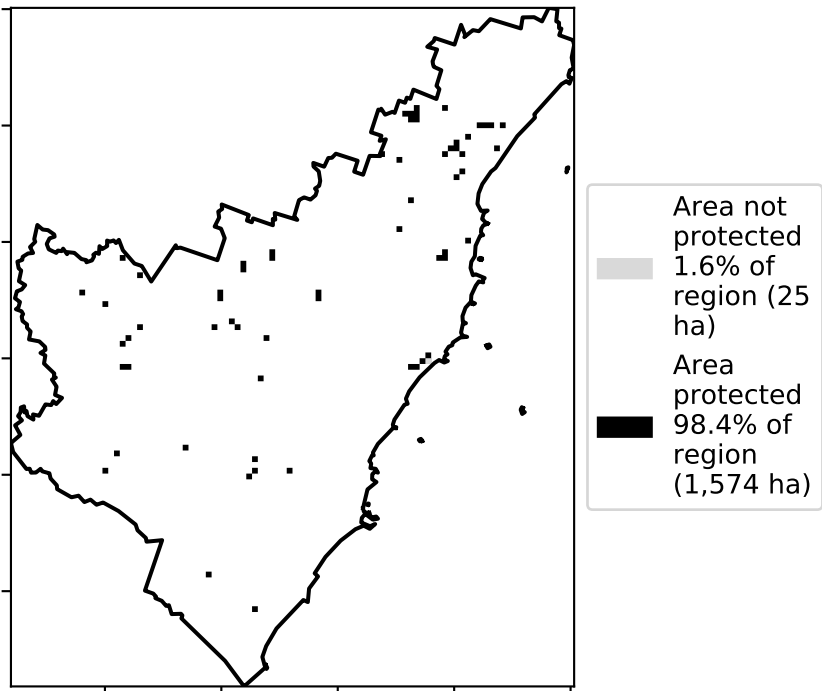 Area not
protected
1.6% of
region (25
ha)
Area
protected
98.4% of
region
(1,574 ha)